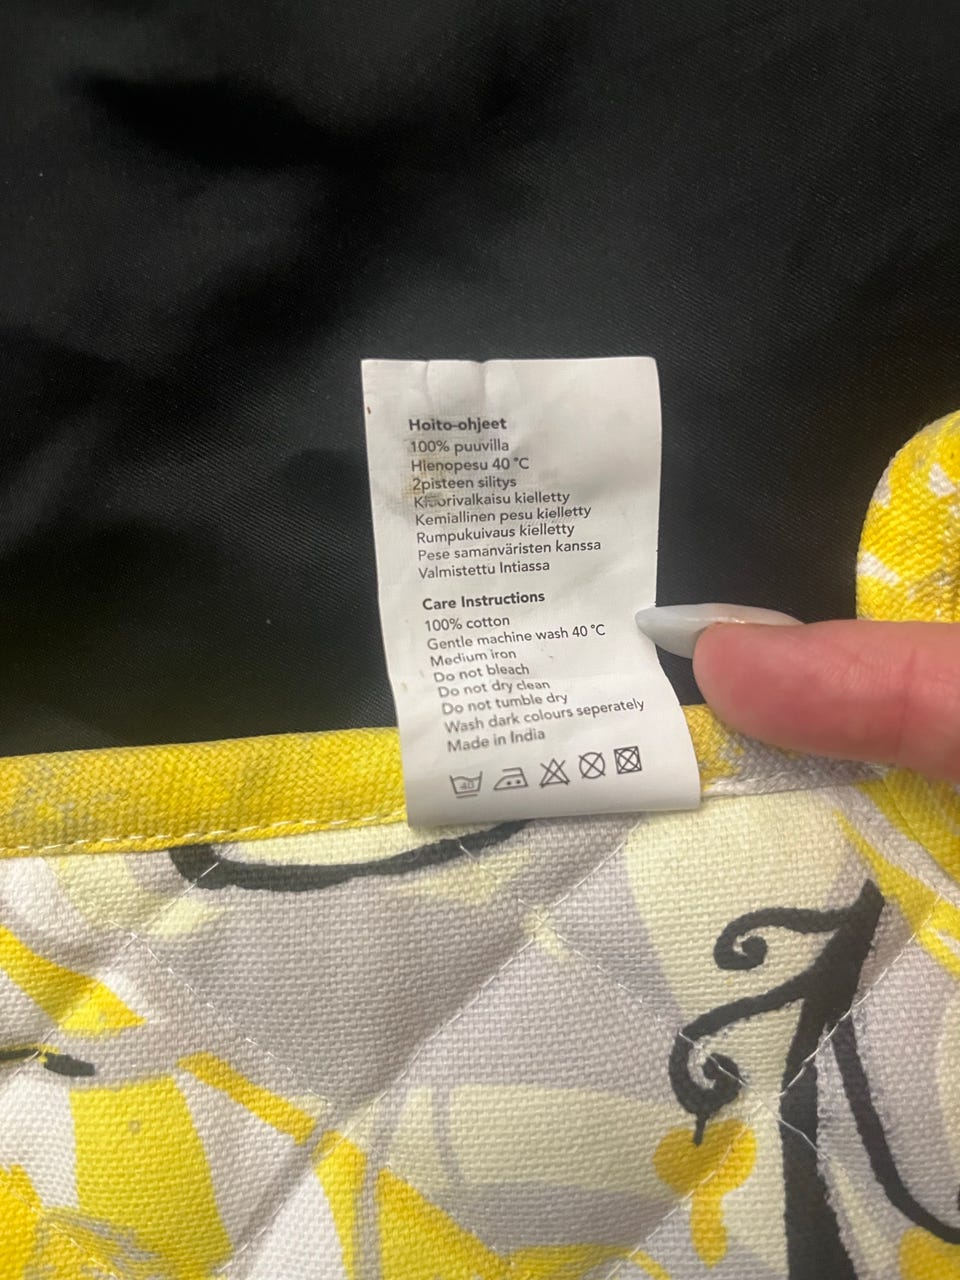 Hoito-ohjeet
100% puuvilla
Hienopesu 40 °C
2pisteen silitys
Kloorivalkaisu kielletty
Kemiallinen pesu kielletty
Rumpukuivaus kielletty
Pese samanväristen kanssa
Valmistettu Intiassa
Care Instructions
100% cotton
Gentle machine wash 40 °C
Medium iron
Do not bleach
Do not dry clean
Do not tumble dry
Wash dark colours seperately
Made in India
40